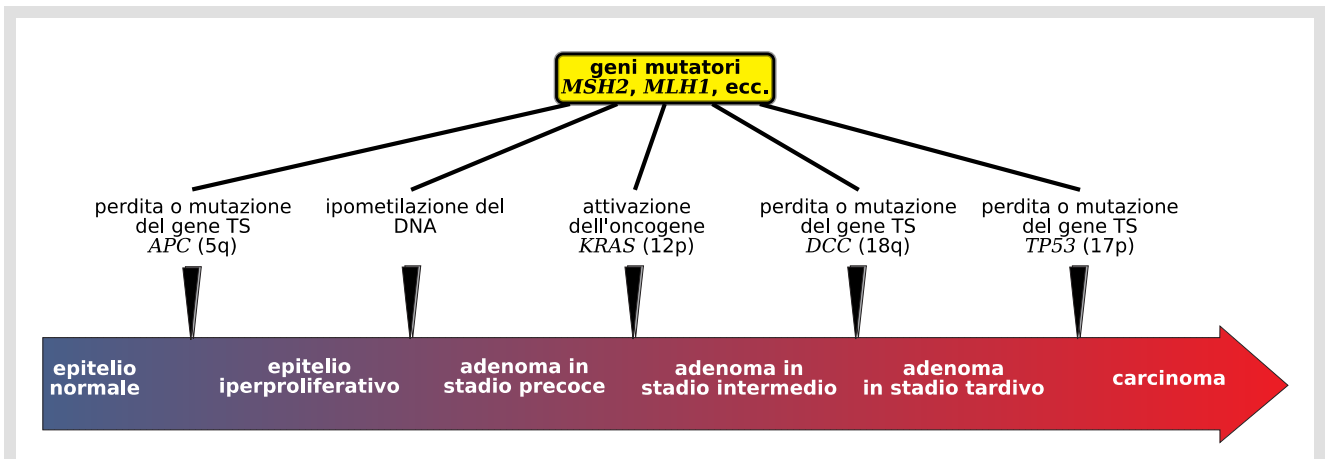 geni mutatori
MSH2, MLH1, ecc.
perdita o mutazione
del gene TS
APC (5q)
ipometilazione del
DNA
attivazione
dell'oncogene
KRAS (12p)
perdita o mutazione
del gene TS
DCC (18q)
perdita o mutazione
del gene TS
TP53 (17p)
epitelio
normale
epitelio
iperproliferativo
adenoma in
stadio precoce
adenoma in
stadio intermedio
adenoma
in stadio tardivo
carcinoma